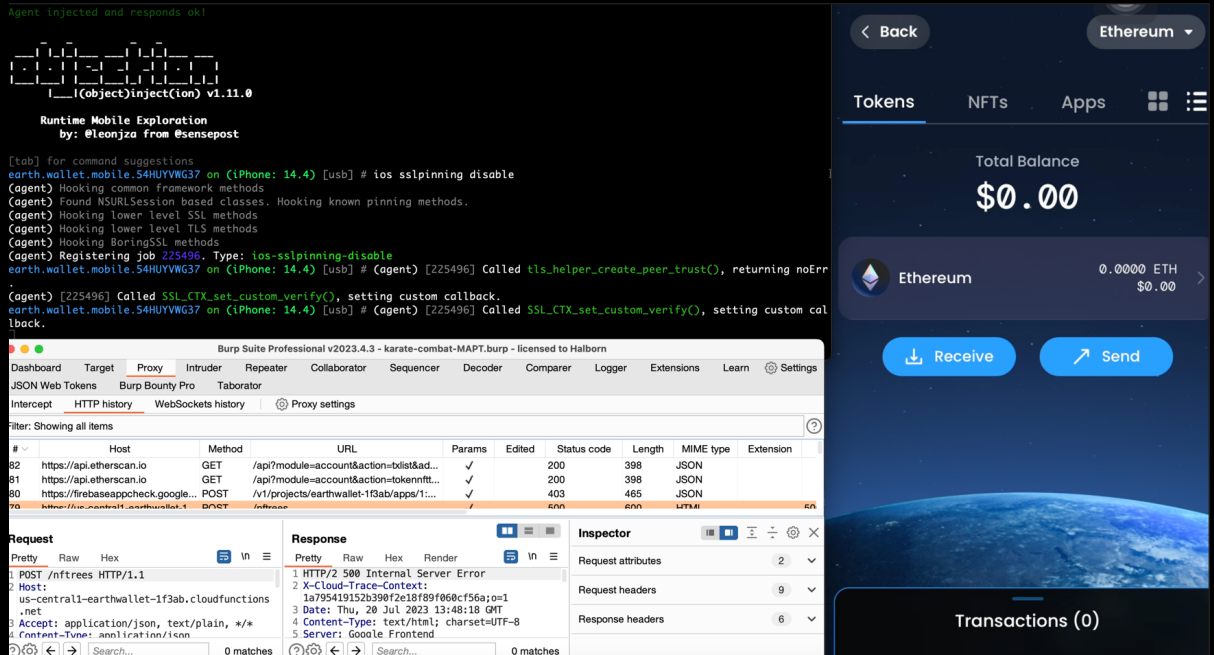 Agent injected and responds ok!
|___|(object)inject(ion) v1.11.0
Runtime Mobile Exploration
by: @leonjza from @sensepost
[tab] for command suggestions
earth.wallet.mobile.54HUYVWG37 on (iPhone: 14.4) [usb] # ios sslpinning disable
(agent) Hooking common framework methods
(agent) Found NSURLSession based classes. Hooking known pinning methods.
(agent) Hooking lower level SSL methods
(agent) Hooking lower level TLS methods
(agent) Hooking BoringSSL methods
(agent) Registering job 225496. Type: ios-sslpinning-disable
earth.wallet.mobile.54HUYVWG37 on (iPhone: 14.4) [usb] # (agent) [225496] Called tls_helper_create_peer_trust(), returning noErr
.
(agent) [225496] Called SSL_CTX_set_custom_verify(), setting custom callback.
earth.wallet.mobile.54HUYVWG37 on (iPhone: 14.4) [usb] # (agent) [225496] Called SSL_CTX_set_custom_verify(), setting custom cal
lback.
Burp Suite Professional v2023.4.3 - karate-combat-MAPT.burp - licensed to Halborn
Dashboard Target Proxy Intruder Repeater Collaborator Sequencer Decoder Comparer Logger Extensions Learn Settings
JSON Web Tokens Burp Bounty Pro Taborator
Intercept HTTP history WebSockets history Proxy settings
Filter: Showing all items
# Host Method URL Params Edited Status code Length MIME type Extension
82 https://api.etherscan.io GET /api?module=account&action=txlist&ad... ✓ 200 398 JSON
81 https://api.etherscan.io GET /api?module=account&action=tokennftt... ✓ 200 398 JSON
80 https://firebaseappcheck.google... POST /v1/projects/earthwallet-1f3ab/apps/1:... ✓ 403 465 JSON
79 https://us-central1-earthwallet-1... POST /nftrees ✓ 500 600 HTML 50
Request
Pretty Raw Hex \n
1 POST /nftrees HTTP/1.1
2 Host:
us-central1-earthwallet-1f3ab.cloudfunctions
.net
3 Accept: application/json, text/plain, */*
4 Content-Type: application/json
Search... 0 matches
Response
Pretty Raw Hex Render \n
1 HTTP/2 500 Internal Server Error
2 X-Cloud-Trace-Context:
1a795419152b390f2e18f89f060cf56a;o=1
3 Date: Thu, 20 Jul 2023 13:48:18 GMT
4 Content-Type: text/html; charset=UTF-8
5 Server: Google Frontend
Search... 0 matches
Inspector
Request attributes 2
Request headers 9
Response headers 6
Back
Ethereum
Tokens NFTs Apps
Total Balance
$0.00
Ethereum
0.0000 ETH
$0.00
Receive
Send
Transactions (0)